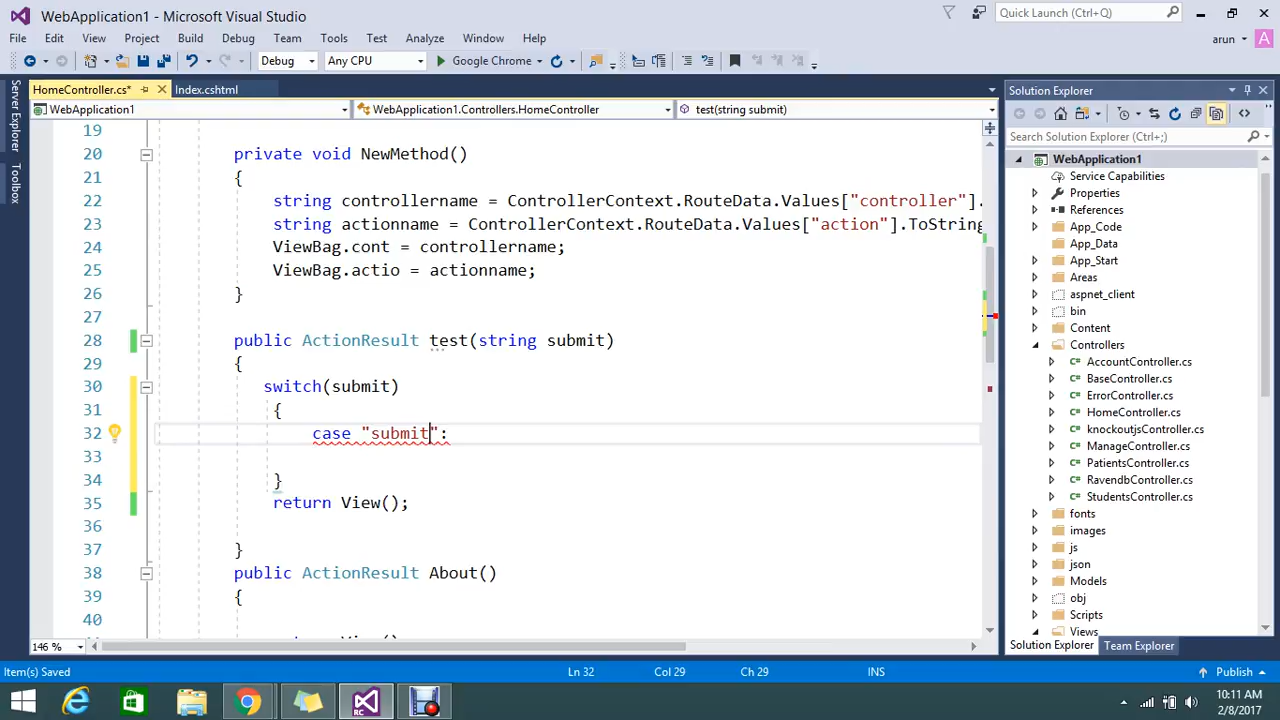 WebApplication1 - Microsoft Visual Studio
Quick Launch (Ctrl+Q)
File Edit View Project Build Debug Team Tools Test Analyze Window Help
arun A
Debug Any CPU Google Chrome
HomeController.cs* Index.cshtml
WebApplication1 WebApplication1.Controllers.HomeController test(string submit)
Server Explorer
Toolbox
19
20 private void NewMethod()
21 {
22 string controllername = ControllerContext.RouteData.Values["controller"].
23 string actionname = ControllerContext.RouteData.Values["action"].ToString
24 ViewBag.cont = controllername;
25 ViewBag.actio = actionname;
26 }
27
28 public ActionResult test(string submit)
29 {
30 switch(submit)
31 {
32 case "submit":
33
34 }
35 return View();
36
37 }
38 public ActionResult About()
39 {
40
146 %
Solution Explorer
Search Solution Explorer (Ctrl+;)
WebApplication1
Service Capabilities
Properties
References
App_Code
App_Data
App_Start
Areas
aspnet_client
bin
Content
Controllers
AccountController.cs
BaseController.cs
ErrorController.cs
HomeController.cs
knockoutjsController.cs
ManageController.cs
PatientsController.cs
RavendbController.cs
StudentsController.cs
fonts
images
js
json
Models
obj
Scripts
Views
Solution Explorer Team Explorer
Item(s) Saved Ln 32 Col 29 Ch 29 INS Publish
RC
10:11 AM
2/8/2017